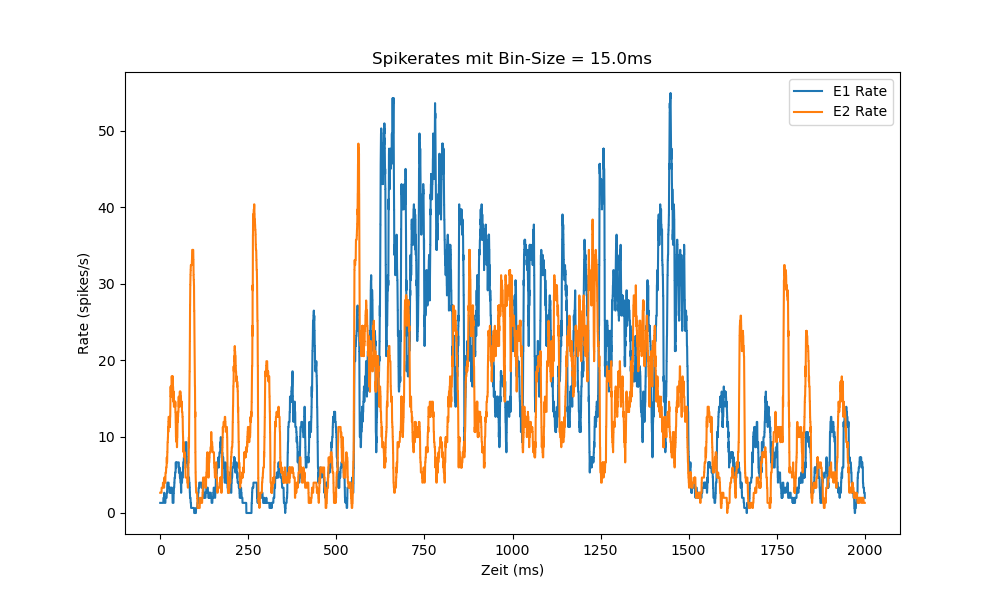 Spikerates mit Bin-Size = 15.0ms
E1 Rate
E2 Rate
Rate (spikes/s)
50
40
30
20
10
0
0 250 500 750 1000 1250 1500 1750 2000
Zeit (ms)